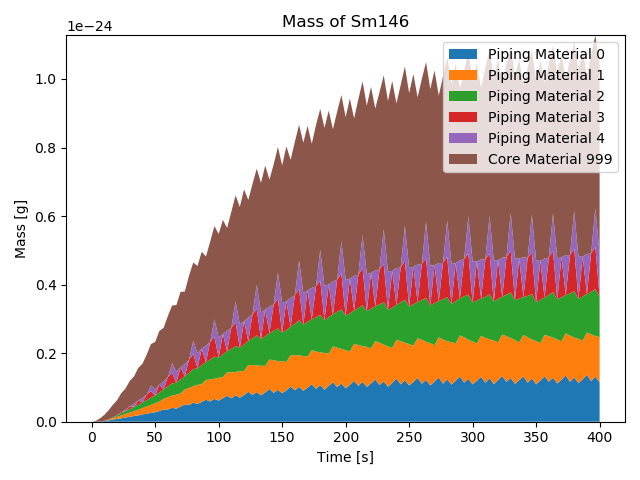 Mass of Sm146
1e−24
Piping Material 0
Piping Material 1
Piping Material 2
Piping Material 3
Piping Material 4
Core Material 999
Mass [g]
1.0
0.8
0.6
0.4
0.2
0.0
0 50 100 150 200 250 300 350 400
Time [s]